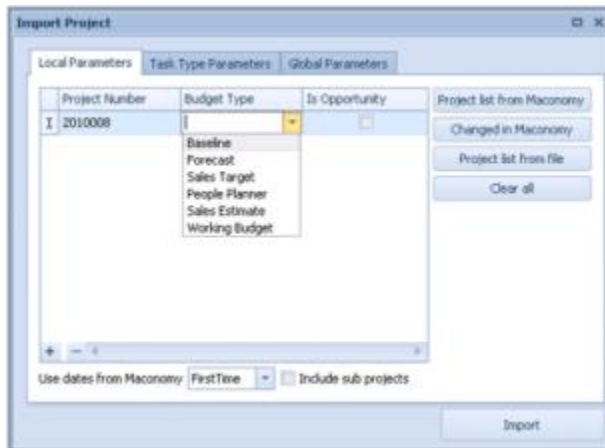 Import Project
Local Parameters Task Type Parameters Global Parameters
Project Number Budget Type Is Opportunity
2010008
Baseline
Forecast
Sales Target
People Planner
Sales Estimate
Working Budget
Project list from Maconomy
Changed in Maconomy
Project list from file
Clear all
Use dates from Maconomy FirstTime Include sub projects
Import